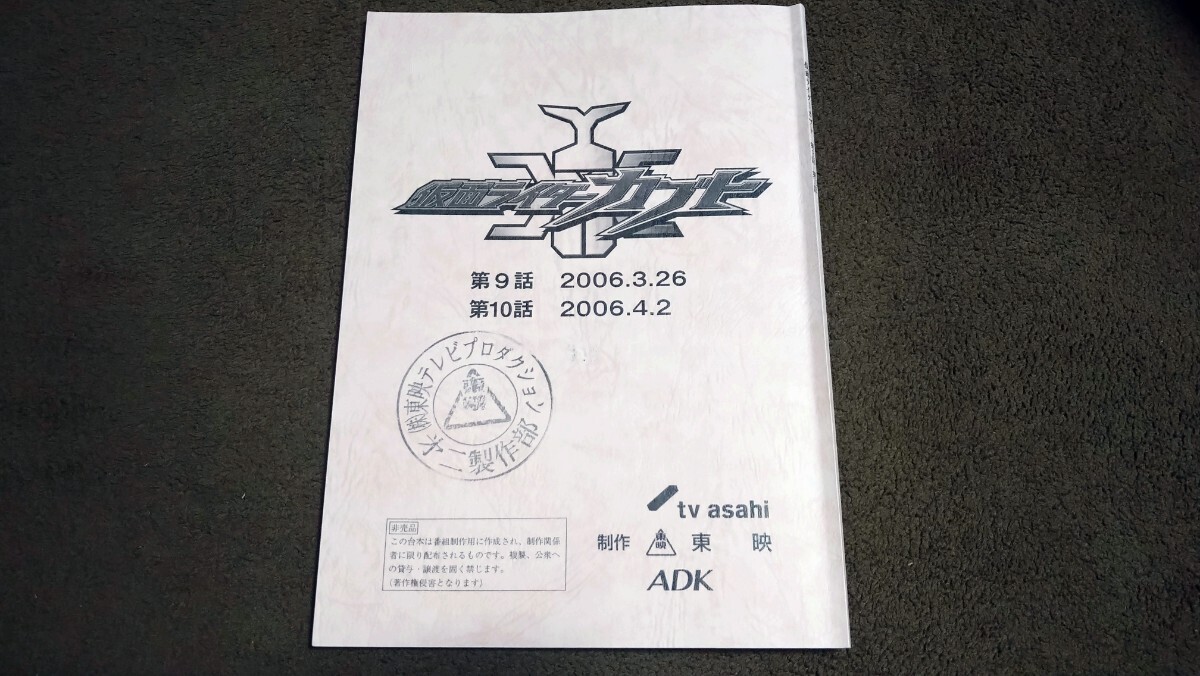 仮面ライダーカブト
第9話 2006.3.26
第10話 2006.4.2
(株)東映テレビプロダクション
東映
才二製作部
tv asahi
非売品
この台本は番組制作用に作成され、制作関係
者に限り配布されるものです。複製、公衆へ
の貸与・譲渡を固く禁じます。
(著作権侵害となります)
制作 東映 東 映
ADK